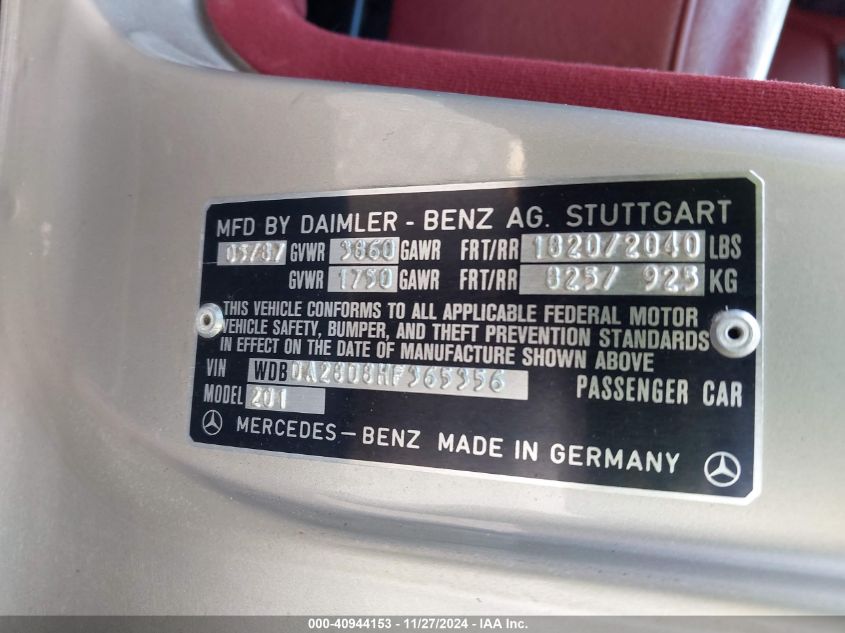 MFD BY DAIMLER - BENZ AG. STUTTGART
03/87 GVWR 3860 GAWR FRT/RR 1820/2040 LBS
GVWR 1750 GAWR FRT/RR 825/ 925 KG
THIS VEHICLE CONFORMS TO ALL APPLICABLE FEDERAL MOTOR
VEHICLE SAFETY, BUMPER, AND THEFT PREVENTION STANDARDS
IN EFFECT ON THE DATE OF MANUFACTURE SHOWN ABOVE
VIN WDBDA28D8HF365356 PASSENGER CAR
MODEL 201
MERCEDES-BENZ MADE IN GERMANY
000-40944153 - 11/27/2024 - IAA Inc.